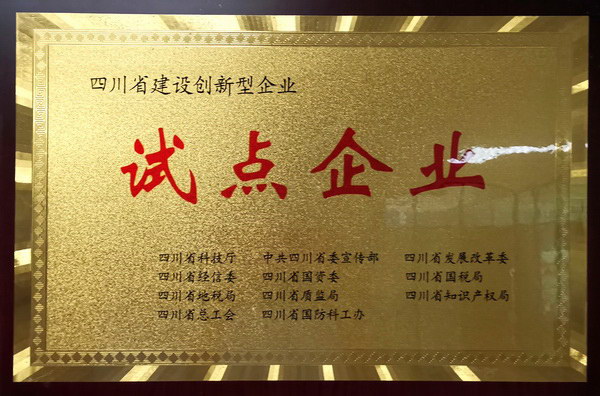 四川省建设创新型企业
试点企业
四川省科技厅 中共四川省委宣传部 四川省发展改革委
四川省经信委 四川省国资委 四川省国税局
四川省地税局 四川省质监局 四川省知识产权局
四川省总工会 四川省国防科工办